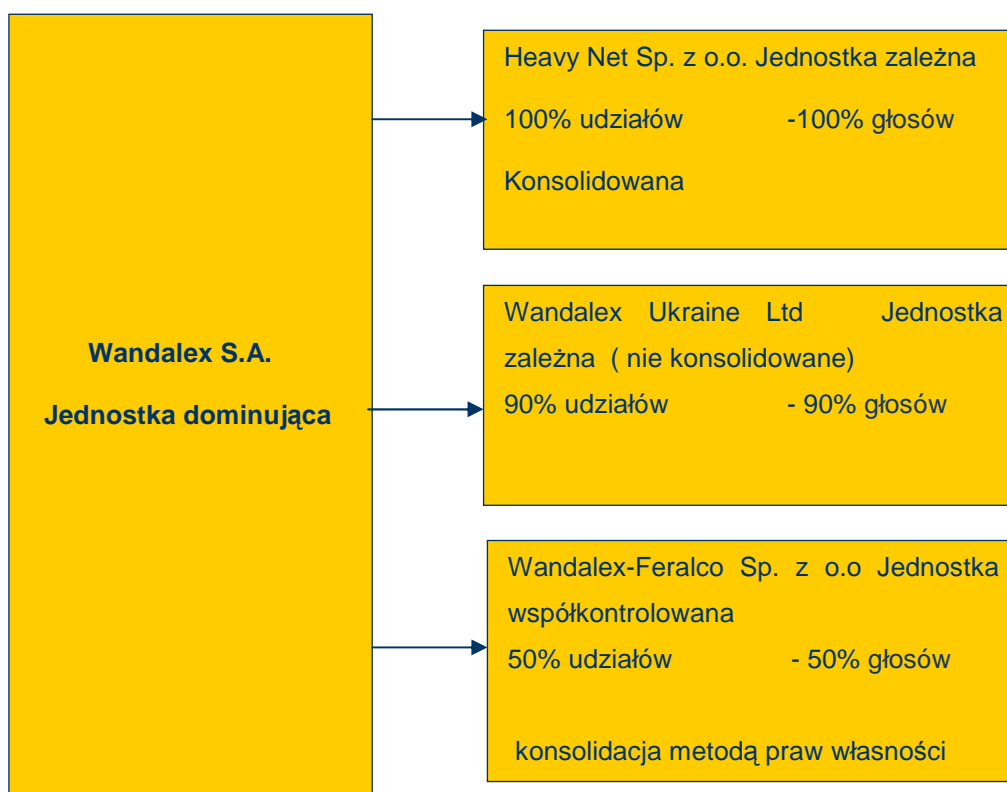 Wandalex S.A.
Jednostka dominująca
Heavy Net Sp. z o.o. Jednostka zależna
100% udziałów -100% głosów
Konsolidowana
Wandalex Ukraine Ltd Jednostka
zależna ( nie konsolidowane)
90% udziałów - 90% głosów
Wandalex-Feralco Sp. z o.o Jednostka
współkontrolowana
50% udziałów - 50% głosów
konsolidacja metodą praw własności